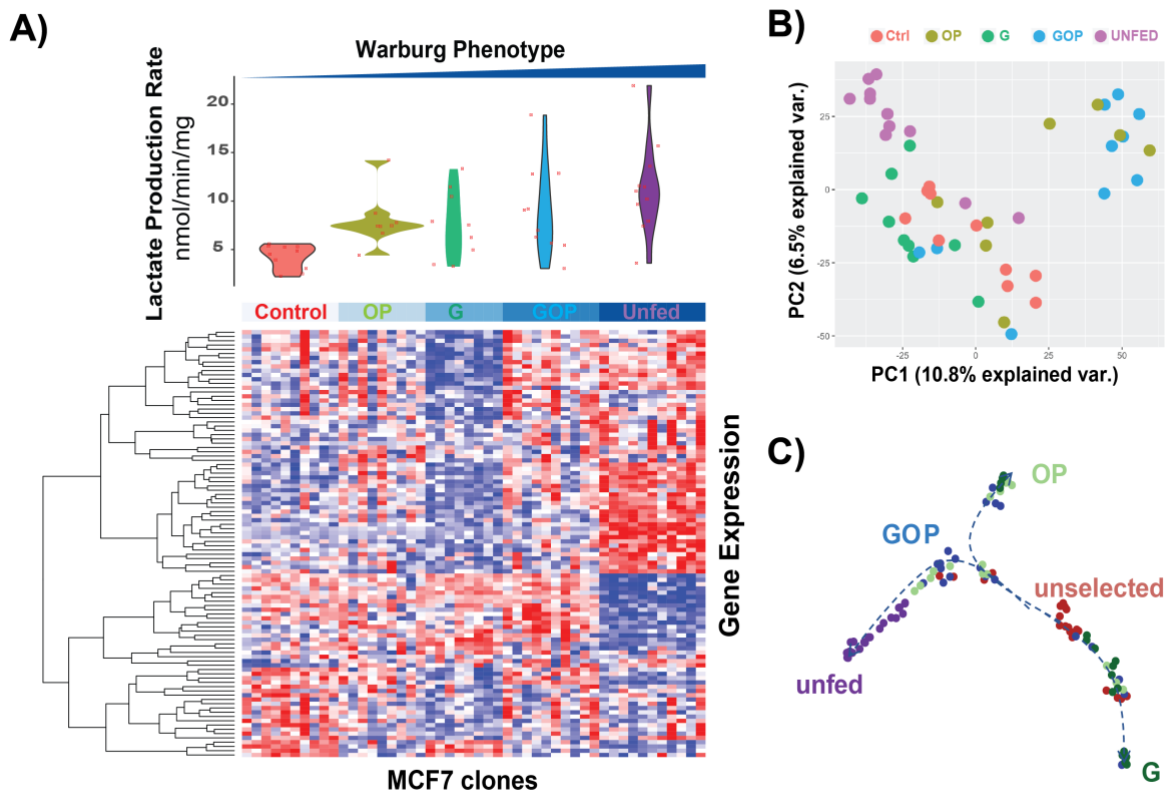 A)
Warburg Phenotype
Lactate Production Rate
nmol/min/mg
20
15
10
5
Control OP G GOP Unfed
Gene Expression
MCF7 clones
B)
Ctrl OP G GOP UNFED
PC2 (6.5% explained var.)
25
0
-25
-50
-25 0 25 50
PC1 (10.8% explained var.)
C)
OP
GOP
unselected
unfed
G